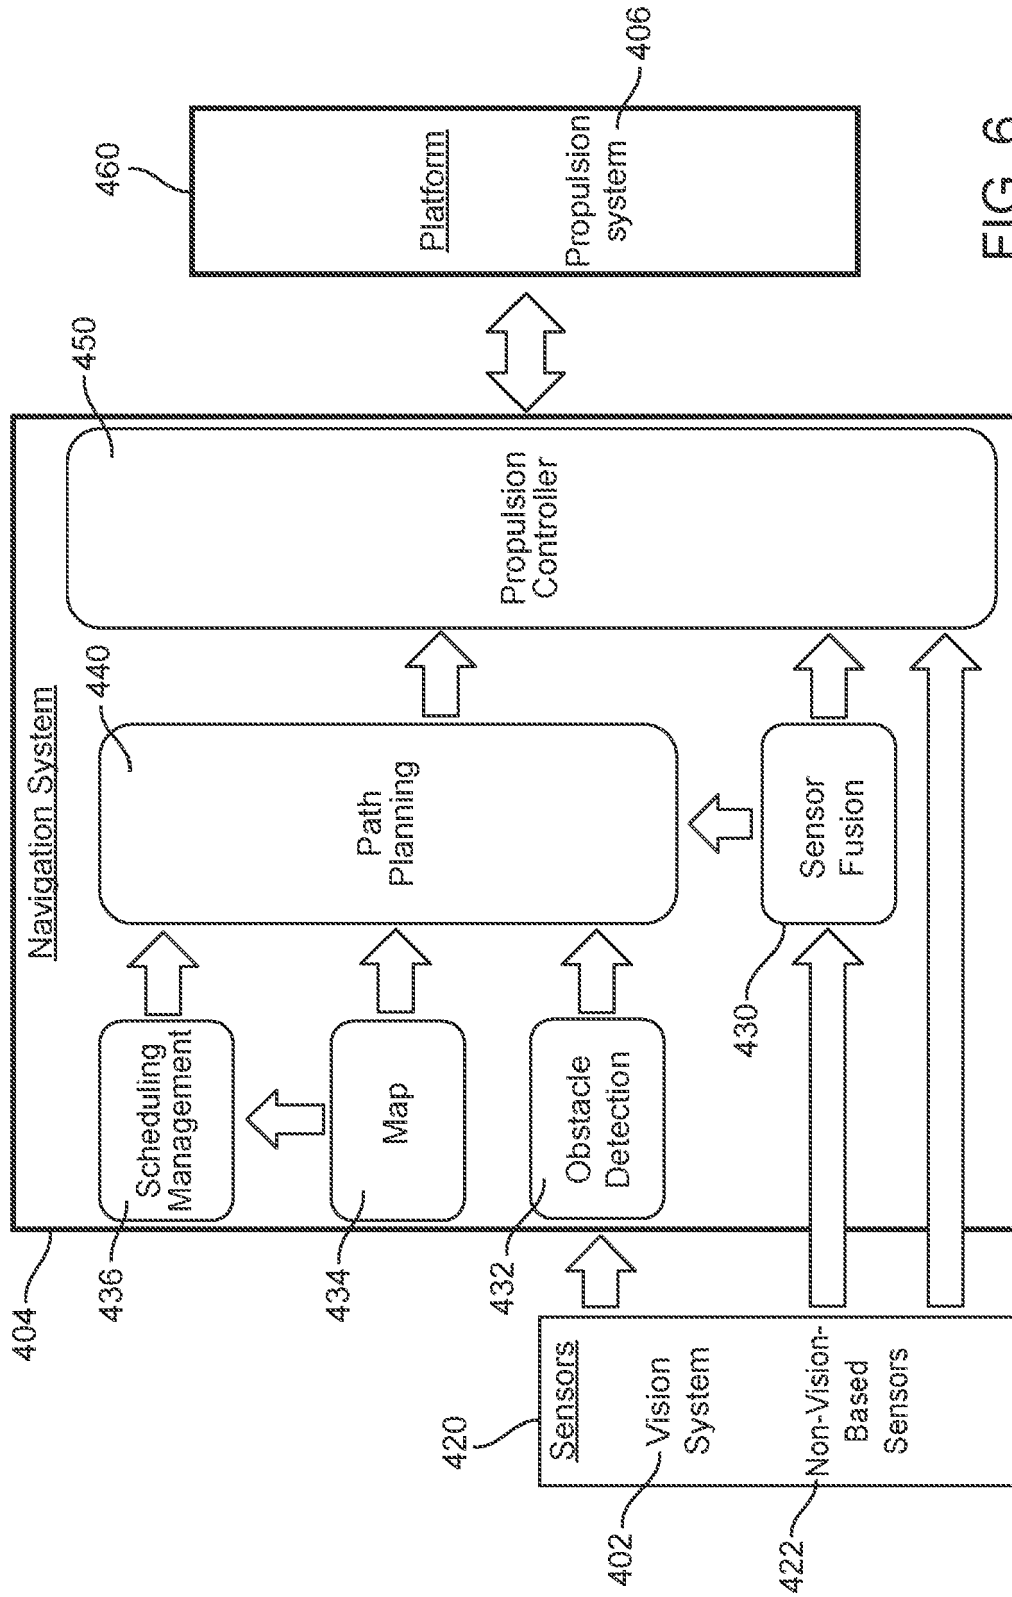 404
Navigation System
436
Scheduling
Management
434
Map
432
Obstacle
Detection
440
Path
Planning
430
Sensor
Fusion
450
Propulsion
Controller
460
Platform
Propulsion
system
406
420
Sensors
402
Vision
System
422
Non-Vision-
Based
Sensors
FIG. 6